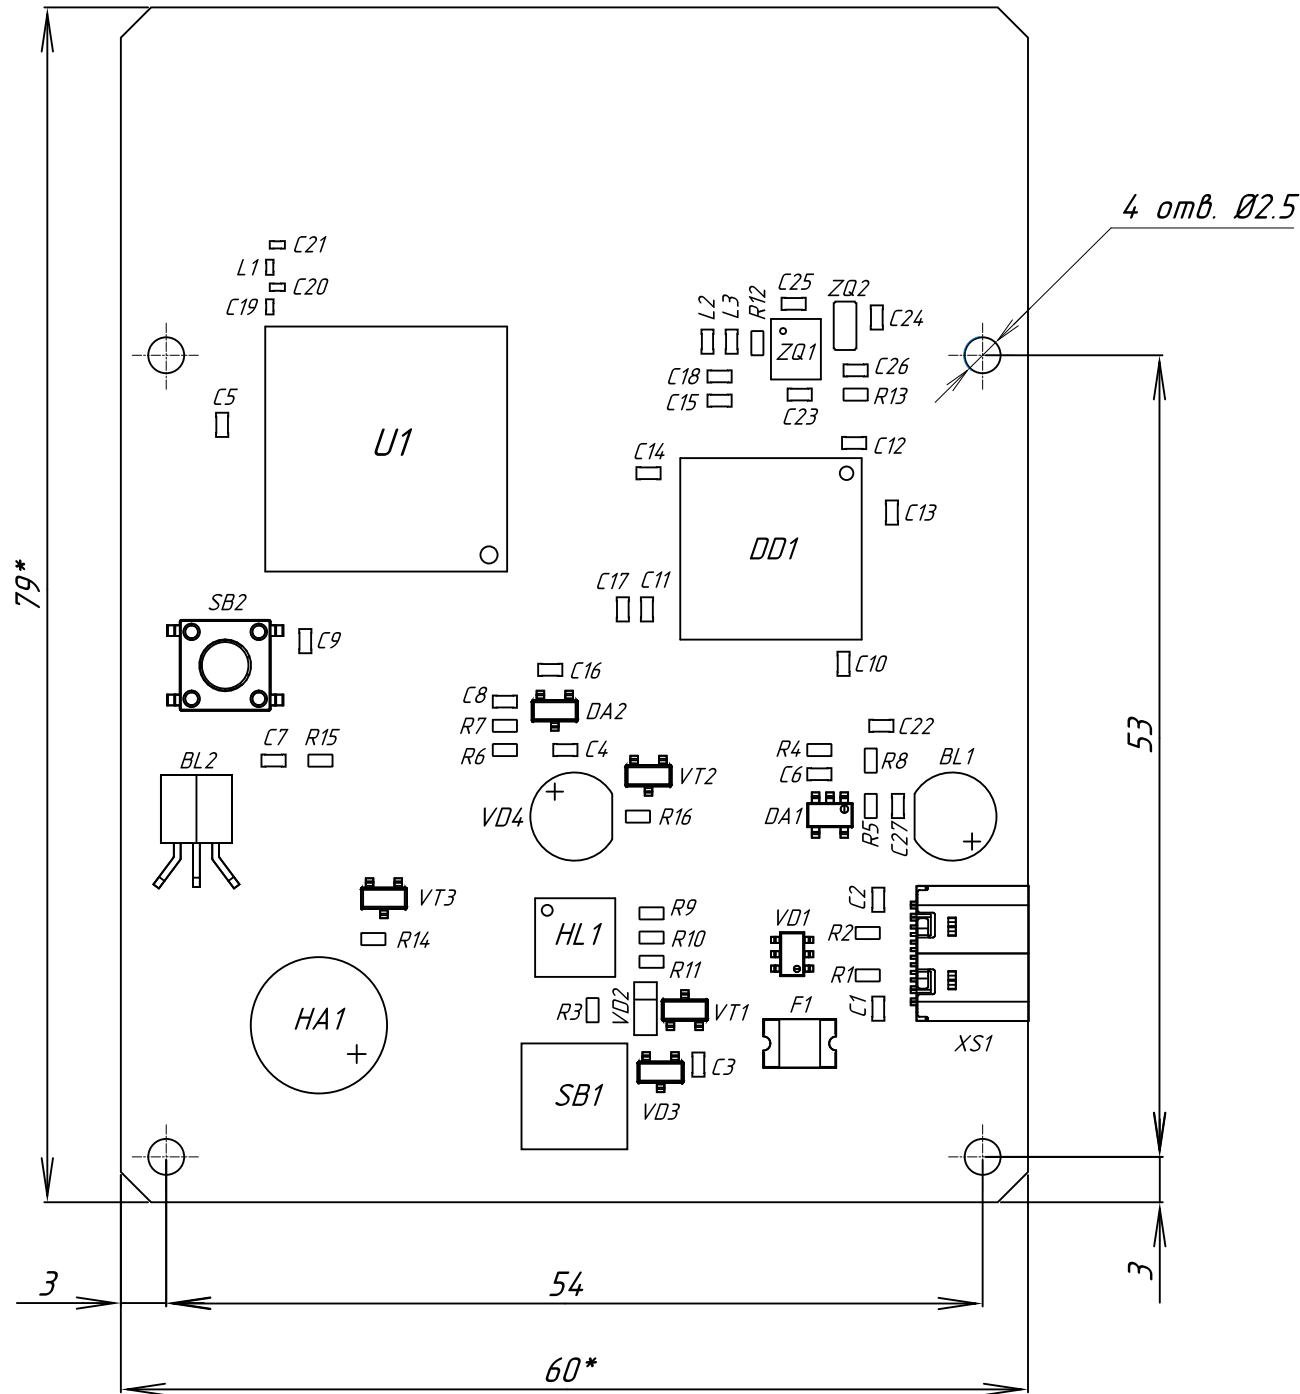 4 отв. Ø2.5
C21
L1
C20
C19
C25
ZQ2
L2
L3
R12
C24
ZQ1
C18
C26
C15
R13
C23
C5
U1
C12
C14
C13
DD1
79*
C17
C11
SB2
C9
C10
C16
C8
DA2
R7
C22
53
R6
C4
R4
R8
BL1
C7
R15
BL2
VT2
C6
VD4
R16
DA1
R5
C27
VT3
C2
R9
VD1
HL1
R10
R2
R14
R11
R1
VD2
F1
R3
VT1
C1
HA1
XS1
C3
SB1
VD3
3
54
3
60*